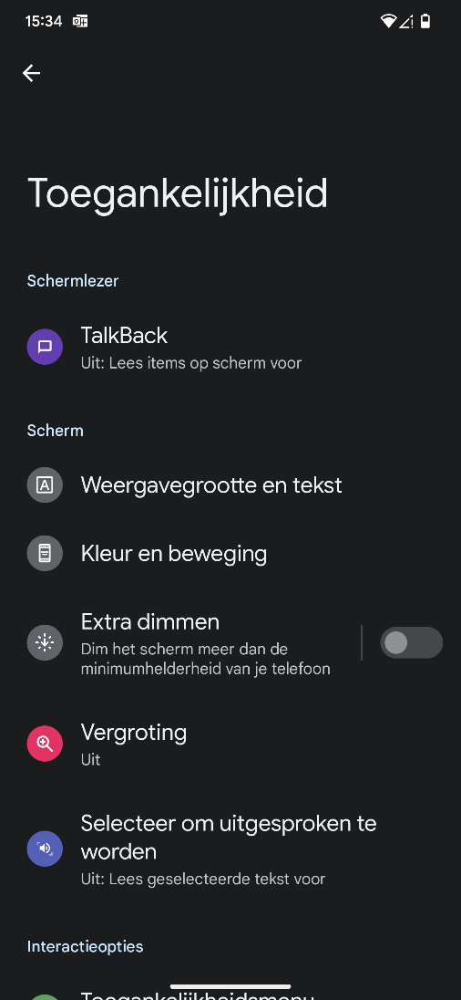 15:34
Toegankelijkheid
Schermlezer
TalkBack
Uit: Lees items op scherm voor
Scherm
Weergavegrootte en tekst
Kleur en beweging
Extra dimmen
Dim het scherm meer dan de
minimumhelderheid van je telefoon
Vergroting
Uit
Selecteer om uitgesproken te
worden
Uit: Lees geselecteerde tekst voor
Interactieopties
Toegankelijkheidsmenu